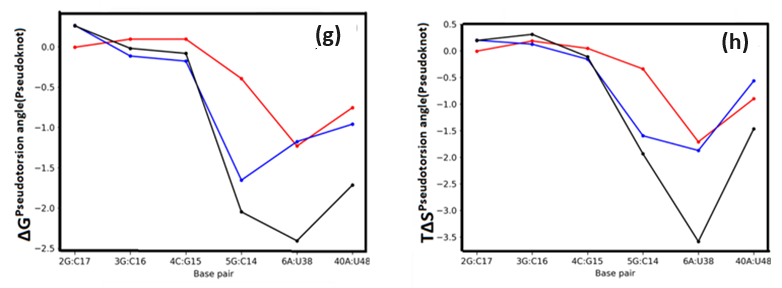 (g)
ΔG^Pseudotorsion angle(Pseudoknot)
0.0
−0.5
−1.0
−1.5
−2.0
−2.5
2G:C17 3G:C16 4C:G15 5G:C14 6A:U38 40A:U48
Base pair
(h)
TΔS^Pseudotorsion angle(Pseudoknot)
0.5
0.0
−0.5
−1.0
−1.5
−2.0
−2.5
−3.0
−3.5
2G:C17 3G:C16 4C:G15 5G:C14 6A:U38 40A:U48
Base pair